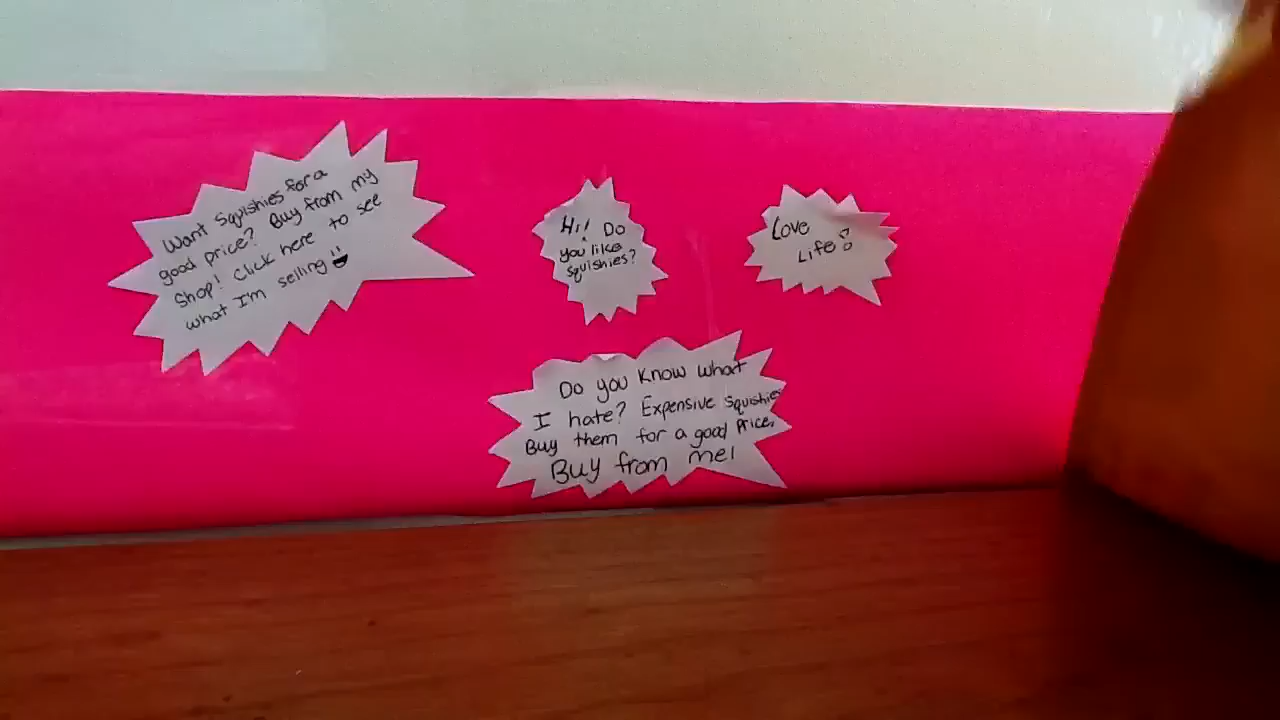 Want Squishies for a
good price? Buy from my
Shop! Click here to see
what I'm selling
Hi! Do
you like
squishies?
Love
Life
Do you know what
I hate? Expensive squishies
Buy them for a good Price,
Buy from me!